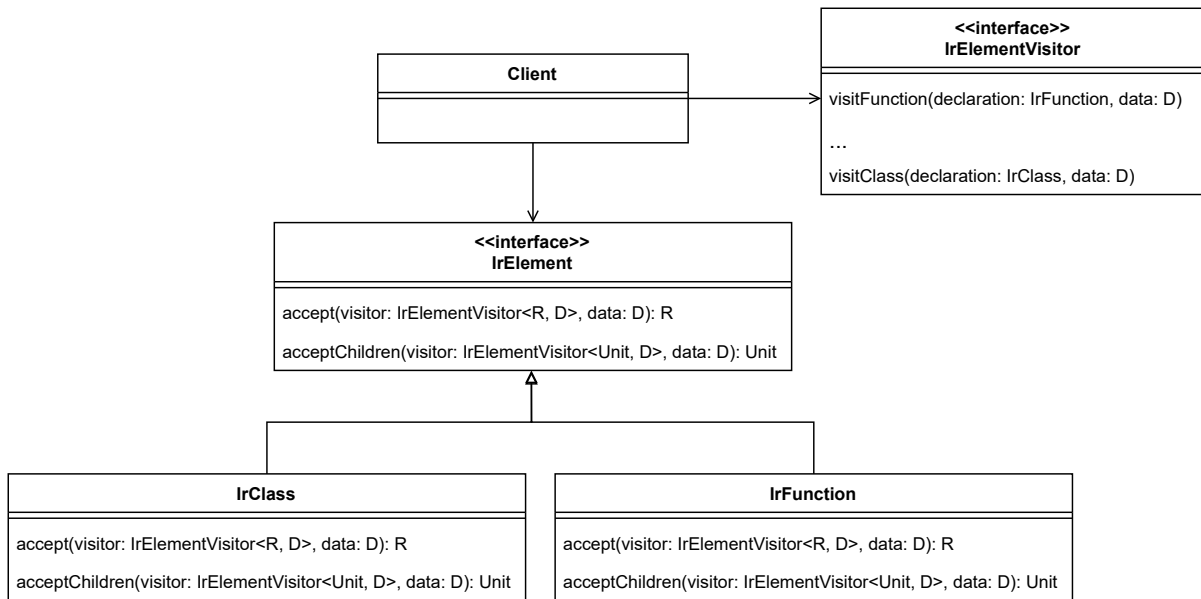 <<interface>>
IrElementVisitor
visitFunction(declaration: IrFunction, data: D)
...
visitClass(declaration: IrClass, data: D)
Client
<<interface>>
IrElement
accept(visitor: IrElementVisitor<R, D>, data: D): R
acceptChildren(visitor: IrElementVisitor<Unit, D>, data: D): Unit
IrClass
accept(visitor: IrElementVisitor<R, D>, data: D): R
acceptChildren(visitor: IrElementVisitor<Unit, D>, data: D): Unit
IrFunction
accept(visitor: IrElementVisitor<R, D>, data: D): R
acceptChildren(visitor: IrElementVisitor<Unit, D>, data: D): Unit